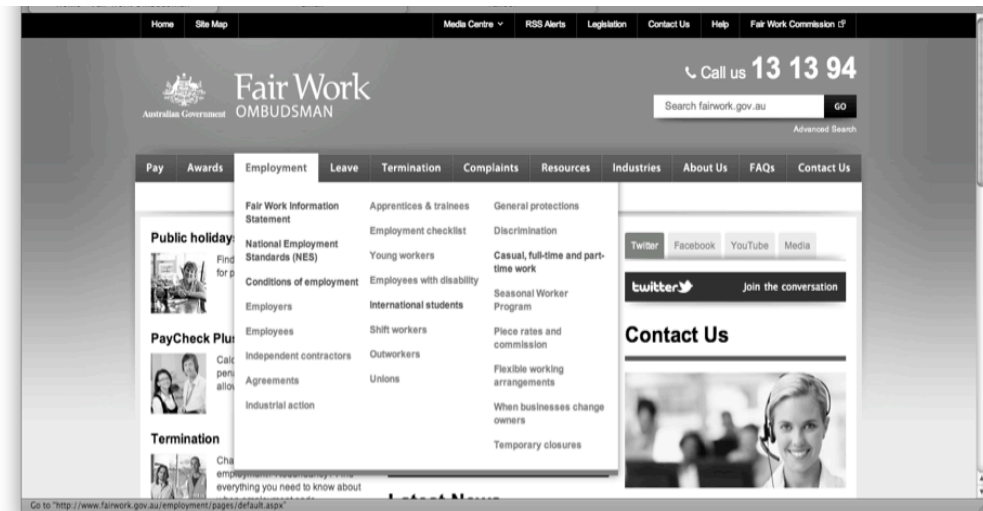 Home Site Map Media Centre RSS Alerts Legislation Contact Us Help Fair Work Commission
Call us 13 13 94
Australian Government
Fair Work
OMBUDSMAN
Search fairwork.gov.au GO
Advanced Search
Pay Awards Employment Leave Termination Complaints Resources Industries About Us FAQs Contact Us
Fair Work Information
Statement
National Employment
Standards (NES)
Conditions of employment
Employers
Employees
Independent contractors
Agreements
Industrial action
Apprentices & trainees
Employment checklist
Young workers
Employees with disability
International students
Shift workers
Outworkers
Unions
General protections
Discrimination
Casual, full-time and part-
time work
Seasonal Worker
Program
Piece rates and
commission
Flexible working
arrangements
When businesses change
owners
Temporary closures
Public holiday
Find
for p
PayCheck Plu
Calc
pena
allow
Termination
Cha
everything you need to know about
Twitter Facebook YouTube Media
twitter Join the conversation
Contact Us
Go to "http://www.fairwork.gov.au/employment/pages/default.aspx"